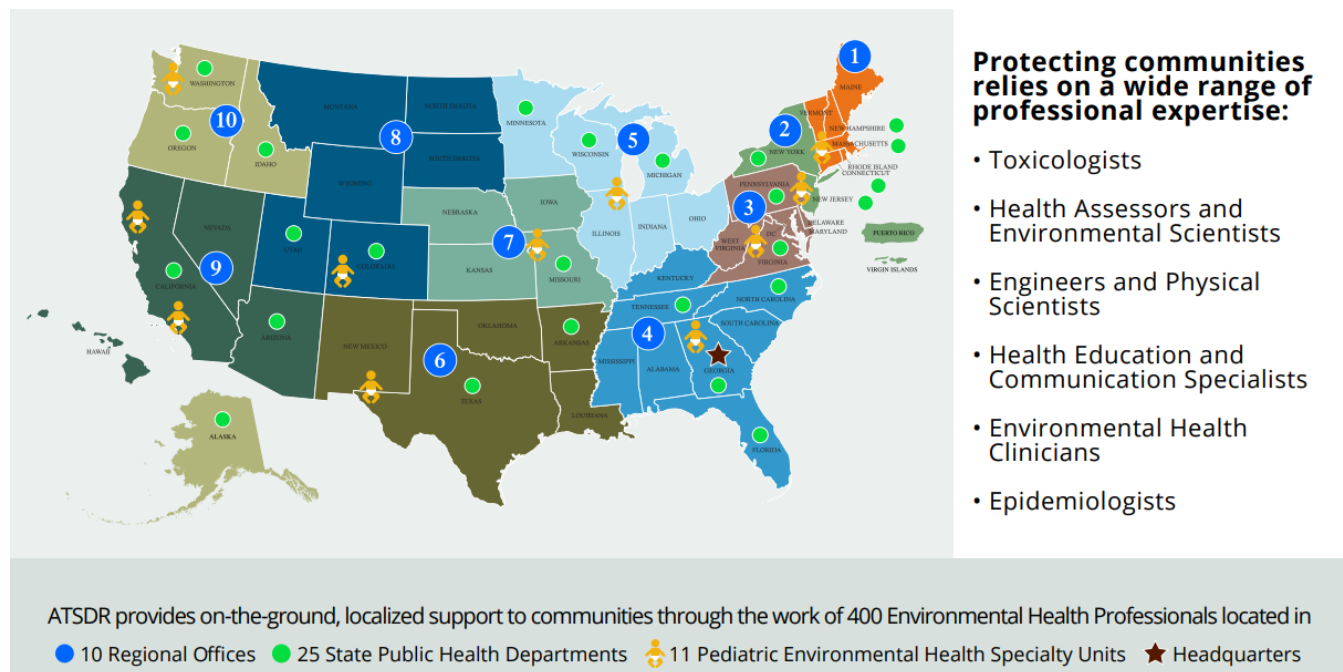 1
MAINE
WASHINGTON
MONTANA
NORTH DAKOTA
MINNESOTA
VERMONT
10
8
5
2
NEW HAMPSHIRE
OREGON
IDAHO
SOUTH DAKOTA
WISCONSIN
MICHIGAN
NEW YORK
MASSACHUSETTS
RHODE ISLAND
CONNECTICUT
WYOMING
PENNSYLVANIA
NEW JERSEY
3
NEBRASKA
IOWA
ILLINOIS
INDIANA
OHIO
DELAWARE
MARYLAND
NEVADA
UTAH
COLORADO
7
KANSAS
MISSOURI
WEST
VIRGINIA
DC
VIRGINIA
PUERTO RICO
VIRGIN ISLANDS
9
CALIFORNIA
KENTUCKY
ARIZONA
NEW MEXICO
OKLAHOMA
ARKANSAS
TENNESSEE
NORTH CAROLINA
SOUTH CAROLINA
4
6
HAWAII
TEXAS
LOUISIANA
MISSISSIPPI
ALABAMA
GEORGIA
FLORIDA
ALASKA
Protecting communities
relies on a wide range of
professional expertise:
• Toxicologists
• Health Assessors and
Environmental Scientists
• Engineers and Physical
Scientists
• Health Education and
Communication Specialists
• Environmental Health
Clinicians
• Epidemiologists
ATSDR provides on-the-ground, localized support to communities through the work of 400 Environmental Health Professionals located in
10 Regional Offices 25 State Public Health Departments 11 Pediatric Environmental Health Specialty Units Headquarters